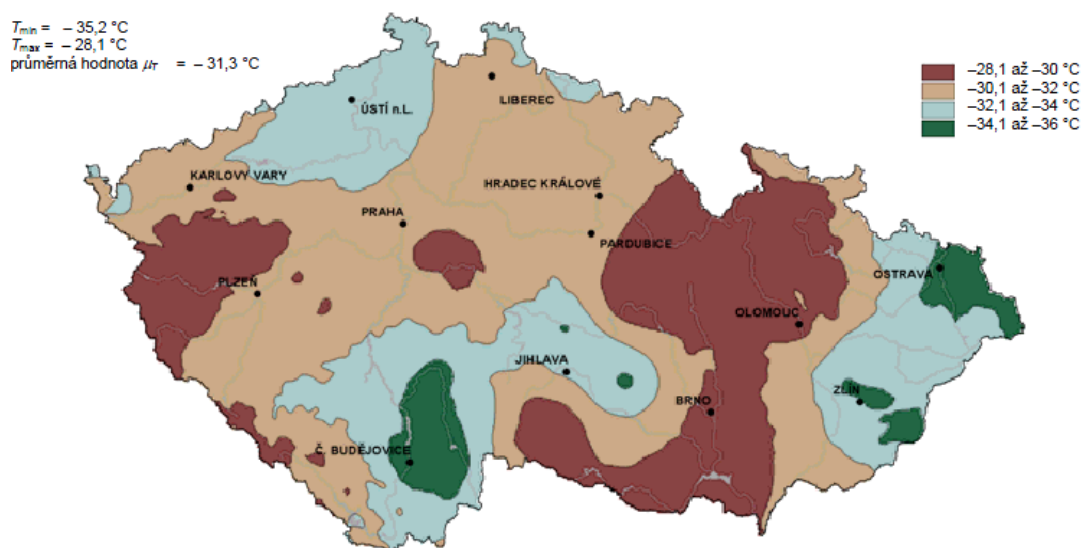 Tmin = – 35,2 °C
Tmax = – 28,1 °C
průměrná hodnota μT = – 31,3 °C
–28,1 až –30 °C
–30,1 až –32 °C
–32,1 až –34 °C
–34,1 až –36 °C
LIBEREC
ÚSTÍ n.L.
KARLOVY VARY
HRADEC KRÁLOVÉ
PRAHA
PARDUBICE
OSTRAVA
PLZEŇ
OLOMOUC
JIHLAVA
ZLÍN
BRNO
Č. BUDĚJOVICE